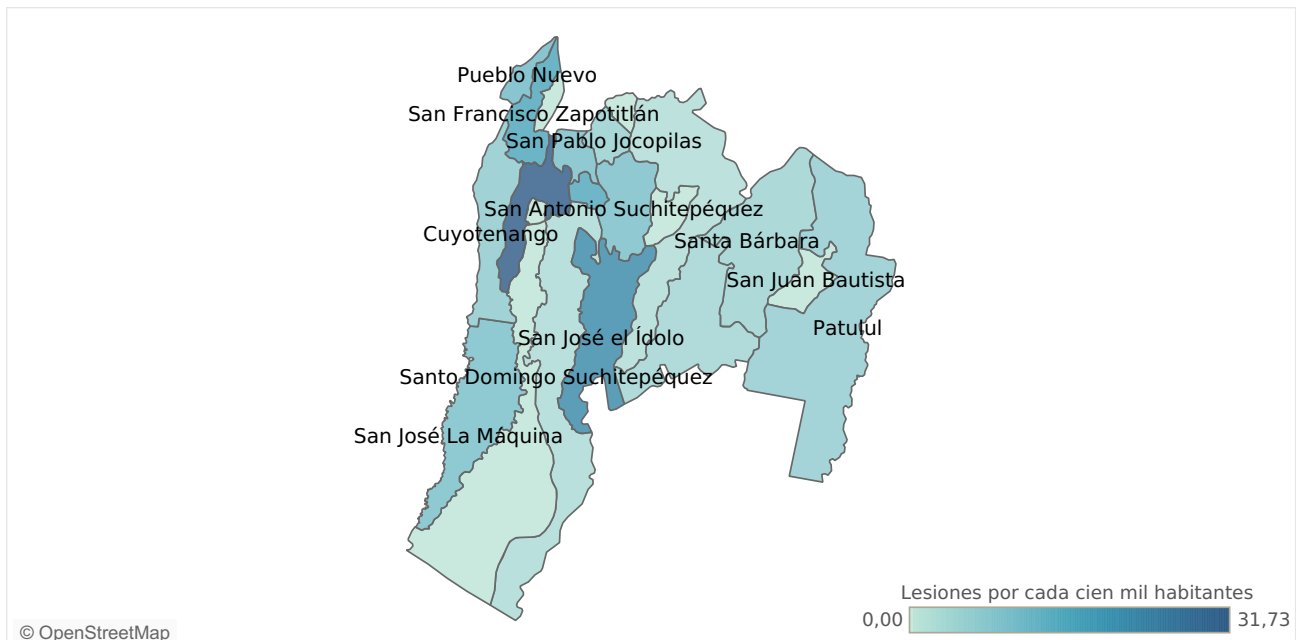 Pueblo Nuevo
San Francisco Zapotitlán
San Pablo Jocopilas
San Antonio Suchitepéquez
Cuyotenango
Santa Bárbara
San Juan Bautista
Patulul
San José el Ídolo
Santo Domingo Suchitepéquez
San José La Máquina
Lesiones por cada cien mil habitantes
0,00 31,73
© OpenStreetMap